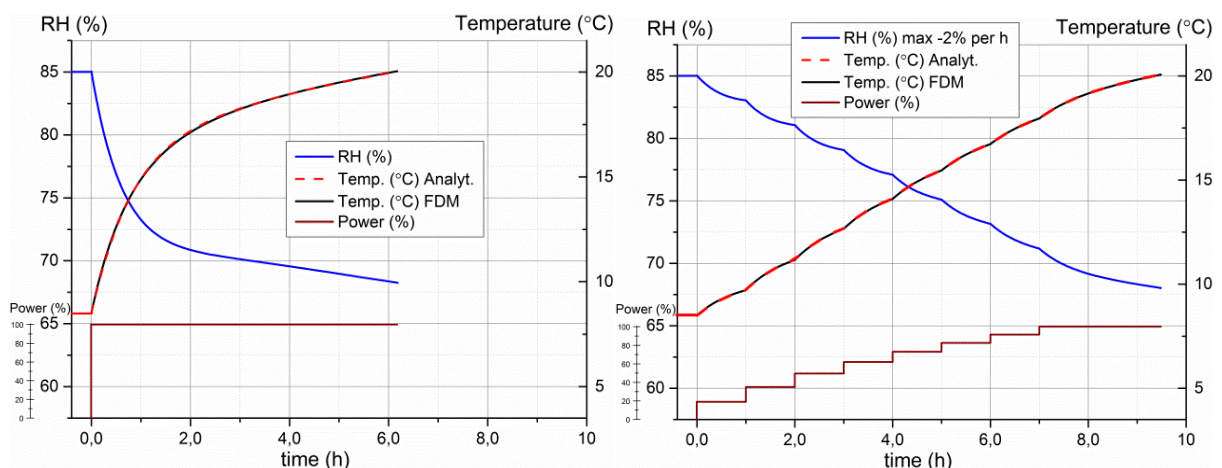 RH (%)
Temperature (°C)
85
80
75
70
65
60
20
15
10
5
RH (%)
Temp. (°C) Analyt.
Temp. (°C) FDM
Power (%)
Power (%)
100
80
60
40
20
0
0,0
2,0
4,0
6,0
8,0
10
time (h)
RH (%)
Temperature (°C)
RH (%) max -2% per h
Temp. (°C) Analyt.
Temp. (°C) FDM
Power (%)
85
80
75
70
65
60
20
15
10
5
Power (%)
100
80
60
40
20
0
0,0
2,0
4,0
6,0
8,0
10
time (h)